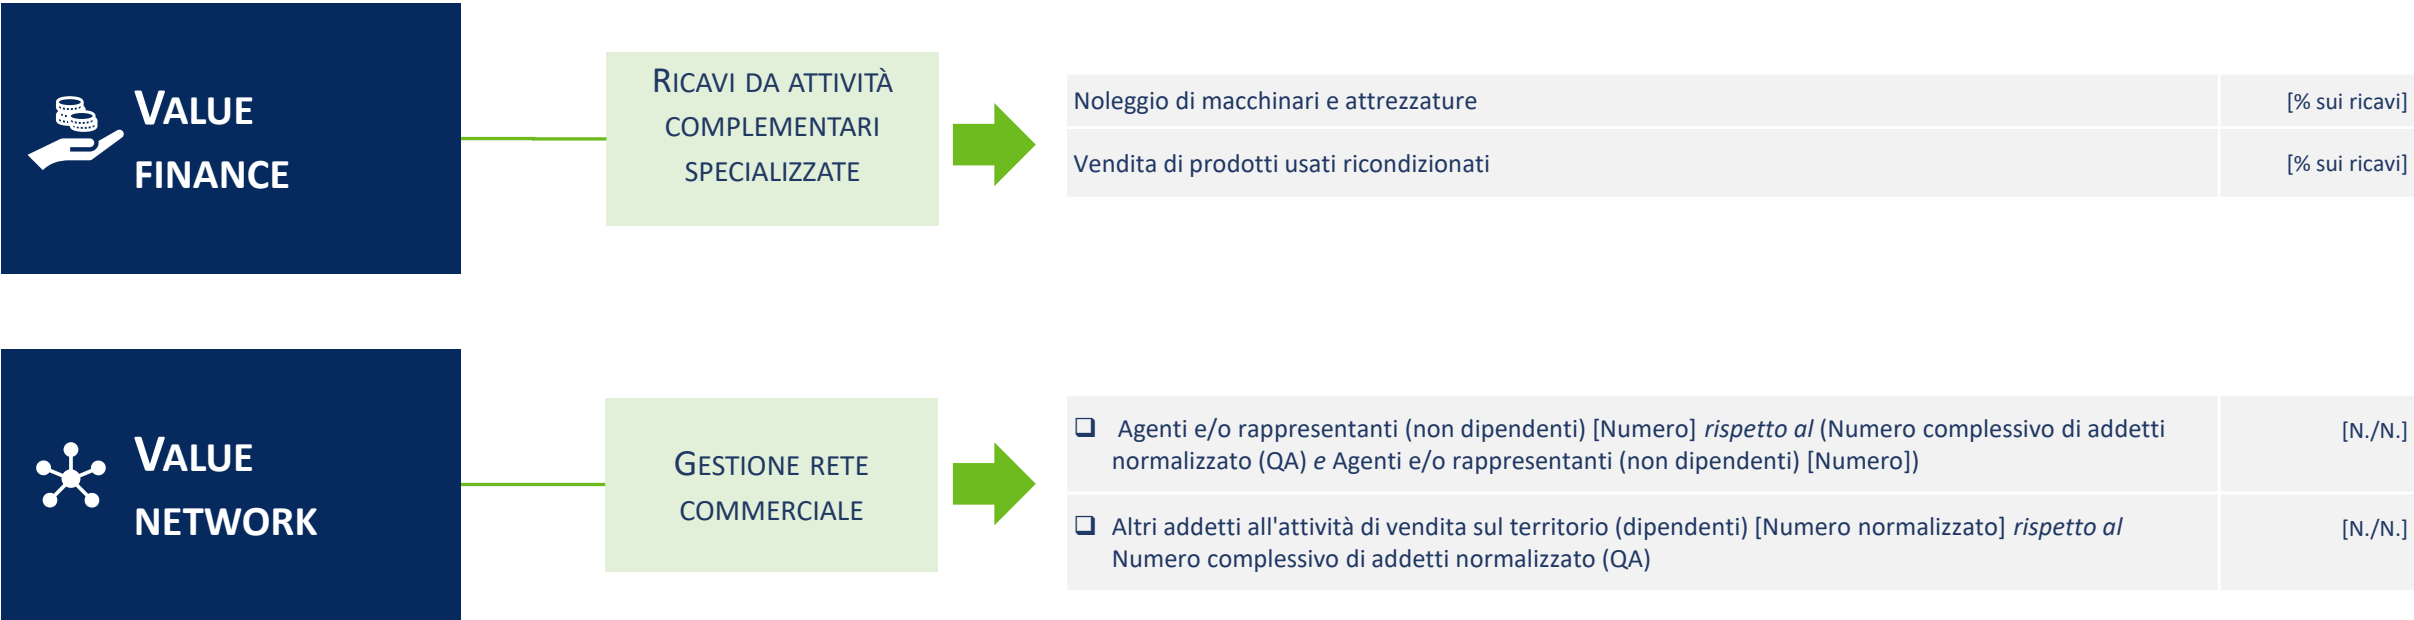 VALUE
FINANCE
RICAVI DA ATTIVITÀ
COMPLEMENTARI
SPECIALIZZATE
Noleggio di macchinari e attrezzature [% sui ricavi]
Vendita di prodotti usati ricondizionati [% sui ricavi]
VALUE
NETWORK
GESTIONE RETE
COMMERCIALE
❑ Agenti e/o rappresentanti (non dipendenti) [Numero] rispetto al (Numero complessivo di addetti [N./N.]
normalizzato (QA) e Agenti e/o rappresentanti (non dipendenti) [Numero])
❑ Altri addetti all'attività di vendita sul territorio (dipendenti) [Numero normalizzato] rispetto al [N./N.]
Numero complessivo di addetti normalizzato (QA)